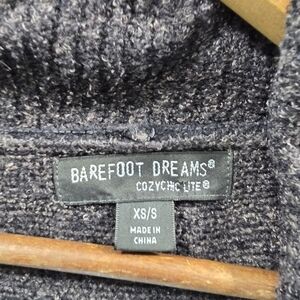 BAREFOOT DREAMS®
COZYCHIC LITE®
XS/S
MADE IN
CHINA